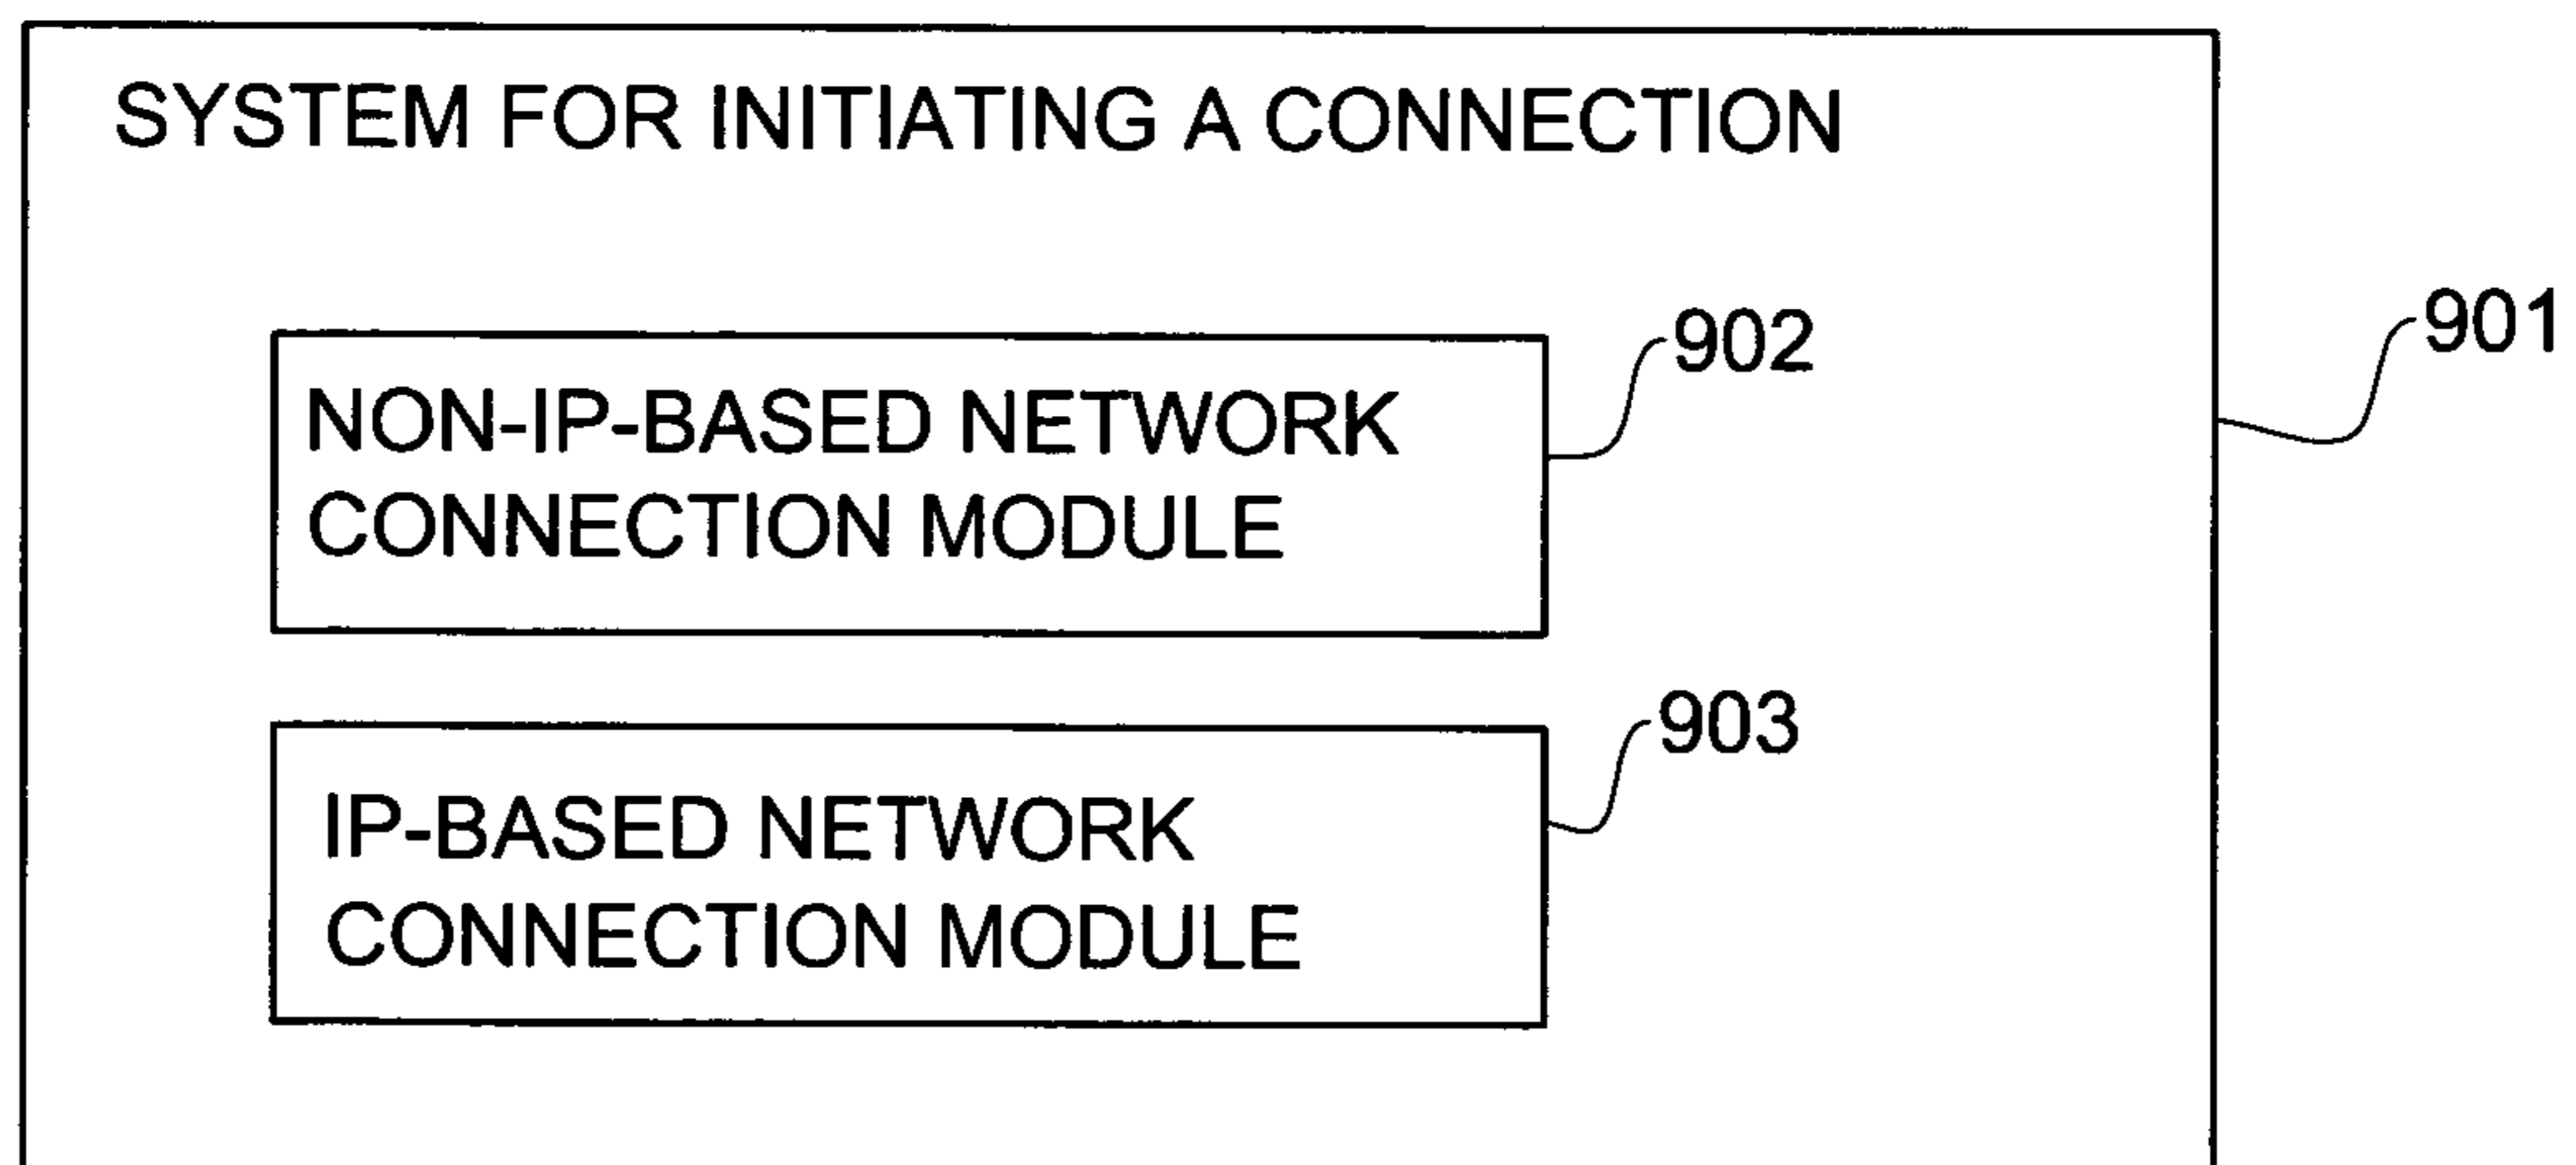 SYSTEM FOR INITIATING A CONNECTION
901
902
NON-IP-BASED NETWORK
CONNECTION MODULE
903
IP-BASED NETWORK
CONNECTION MODULE